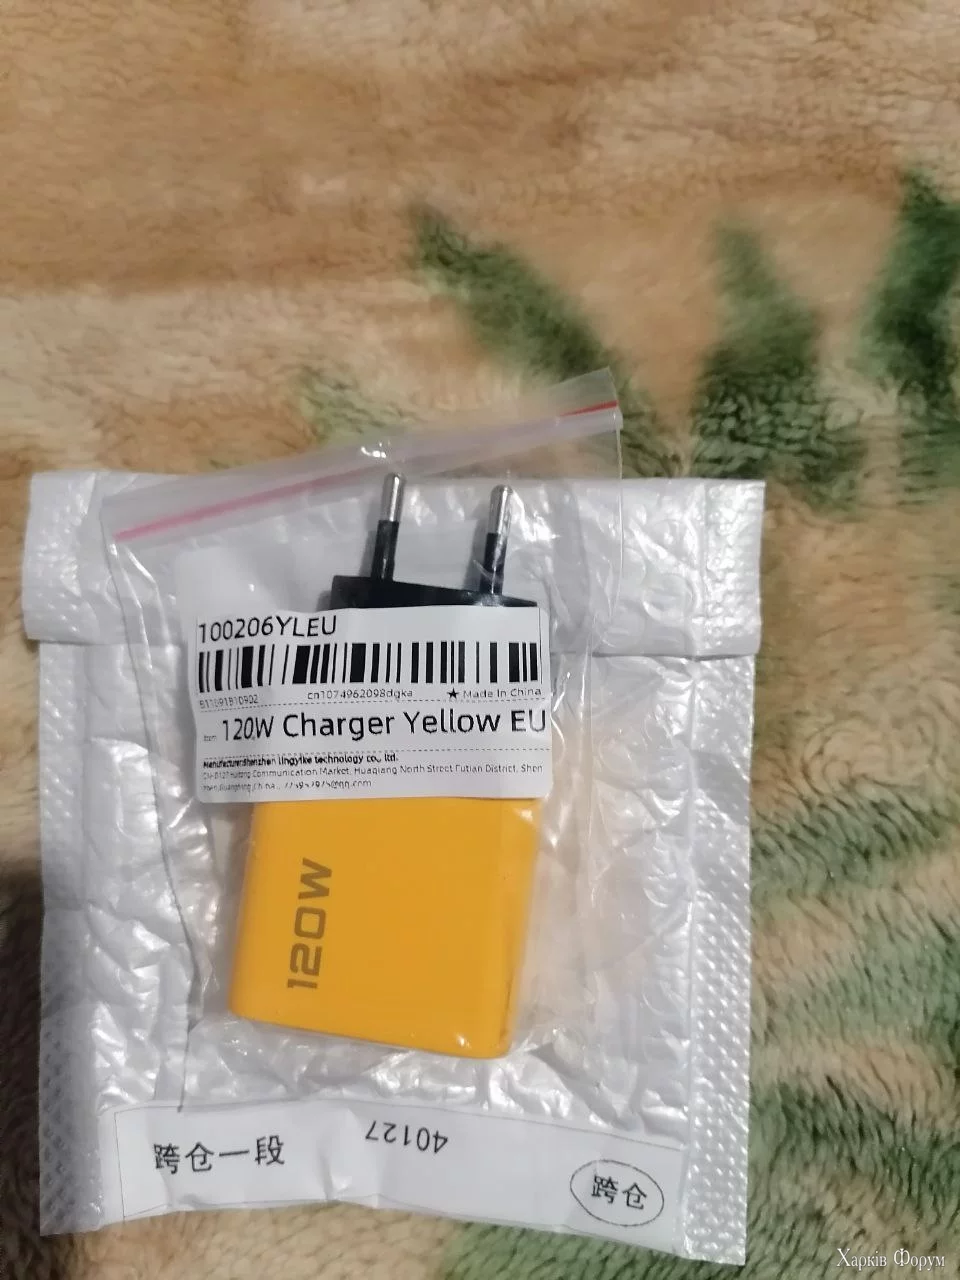 100206YLEU
cn1074962098dgka ★ Made In China
120W Charger Yellow EU
Manufacturer:Shenzhen lingyike technology co., ltd.
Communication Market, Huaqiang North Street Futian District, Shen
120W
40127
跨仓一段
跨仓
Харків Форум